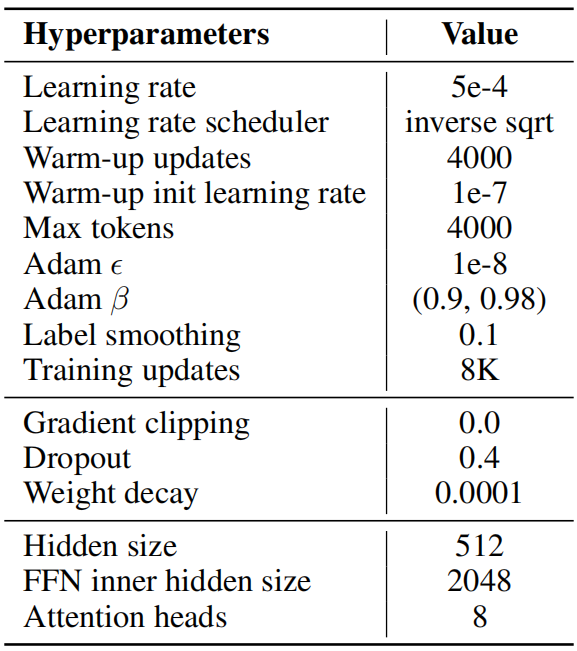 Hyperparameters Value
Learning rate 5e-4
Learning rate scheduler inverse sqrt
Warm-up updates 4000
Warm-up init learning rate 1e-7
Max tokens 4000
Adam ϵ 1e-8
Adam β (0.9, 0.98)
Label smoothing 0.1
Training updates 8K
Gradient clipping 0.0
Dropout 0.4
Weight decay 0.0001
Hidden size 512
FFN inner hidden size 2048
Attention heads 8